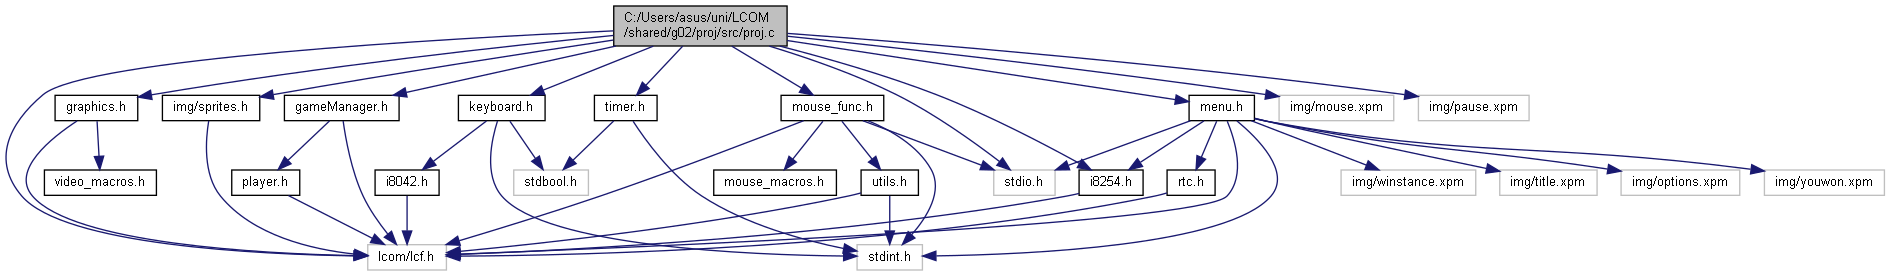 C:/Users/asus/uni/LCOM
/shared/g02/proj/src/proj.c
graphics.h
img/sprites.h
gameManager.h
keyboard.h
timer.h
mouse_func.h
menu.h
img/mouse.xpm
img/pause.xpm
video_macros.h
player.h
i8042.h
stdbool.h
mouse_macros.h
utils.h
stdio.h
i8254.h
rtc.h
img/winstance.xpm
img/title.xpm
img/options.xpm
img/youwon.xpm
lcom/lcf.h
stdint.h